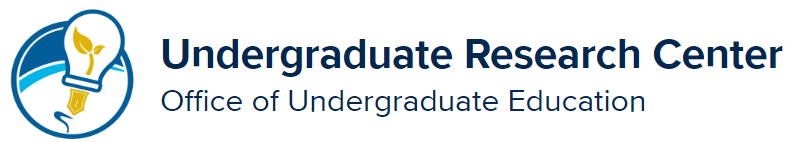 Undergraduate Research Center
Office of Undergraduate Education